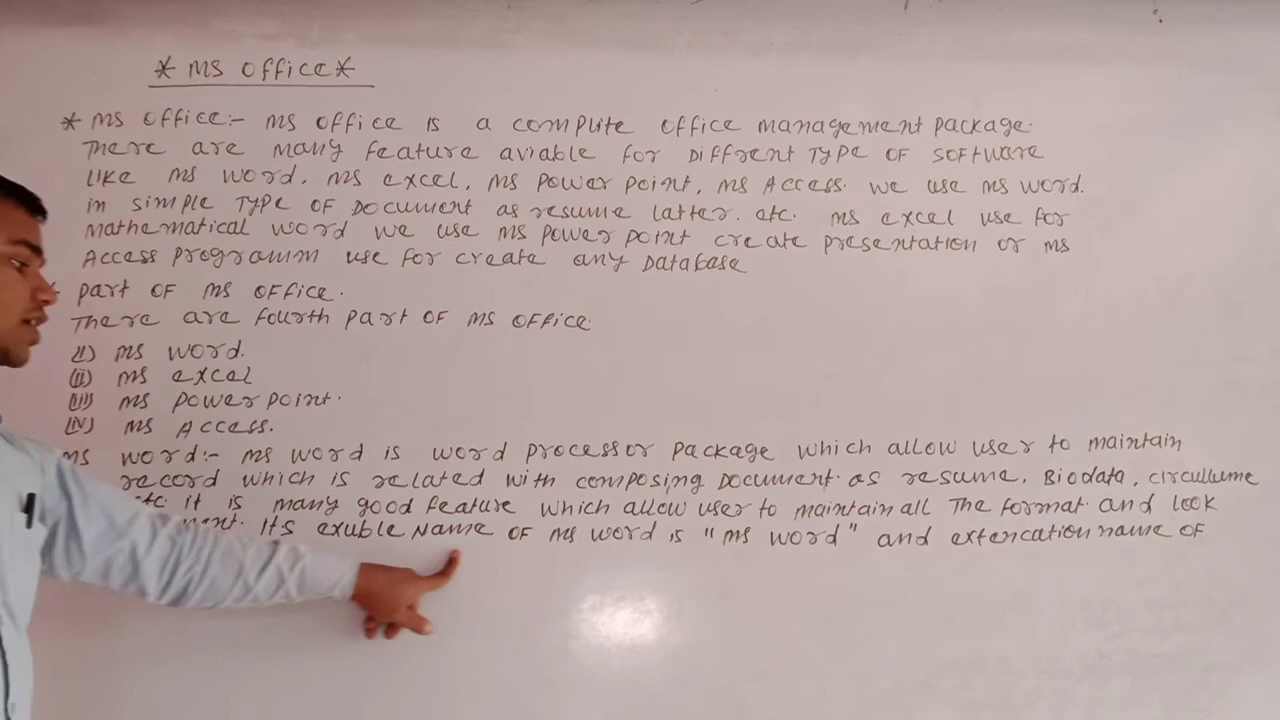 * MS OFFICE *
* MS OFFICE:- MS OFFICE is a complite office management package.
There are many feature aviable for Diffrent Type of software
Like MS word, MS excel, MS Power Point, MS Access. We use MS word.
in simple Type of Document as resume latter. etc. MS excel use for
Mathematical word we use MS power point create presentation or MS
Access Programm use for create any Database
Part of MS OFFICE.
There are fourth part of MS OFFICE.
(I) MS word.
(ii) MS excel
(iii) MS Power point.
(iv) MS Access.
MS word:- MS word is word processor package which allow user to maintain
record which is related with composing Document. as resume, Biodata, circullume
etc. it is many good feature which allow user to maintain all The format and look
Its exuble Name of MS word is "MS word" and extencation name of